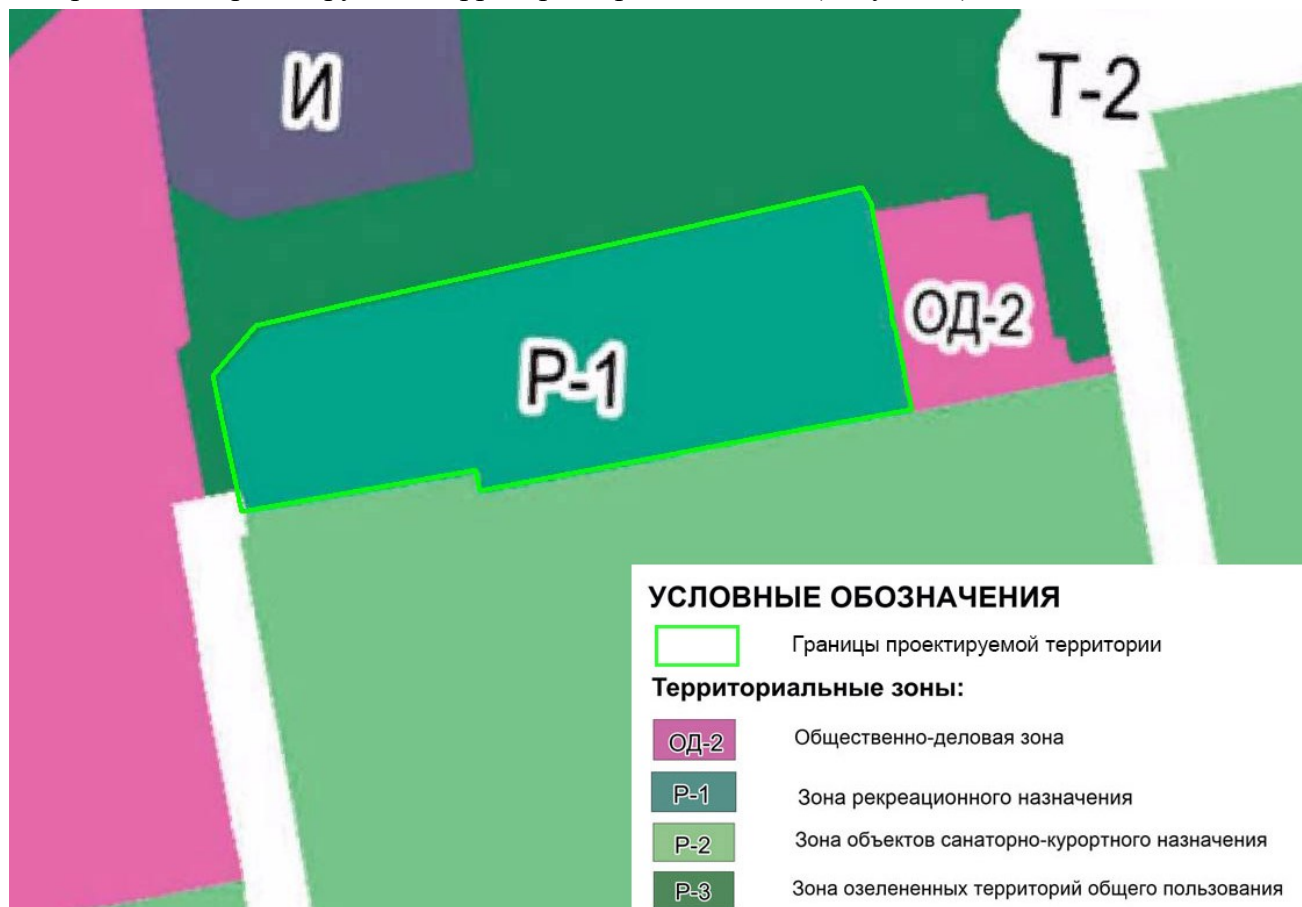 И
Т-2
ОД-2
Р-1
УСЛОВНЫЕ ОБОЗНАЧЕНИЯ
Границы проектируемой территории
Территориальные зоны:
ОД-2 Общественно-деловая зона
Р-1 Зона рекреационного назначения
Р-2 Зона объектов санаторно-курортного назначения
Р-3 Зона озелененных территорий общего пользования